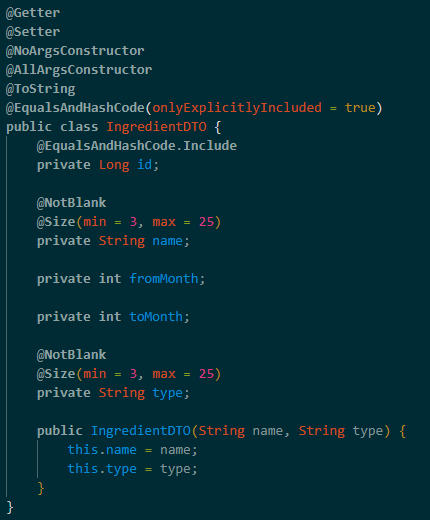 @Getter
@Setter
@NoArgsConstructor
@AllArgsConstructor
@ToString
@EqualsAndHashCode(onlyExplicitlyIncluded = true)
public class IngredientDTO {
    @EqualsAndHashCode.Include
    private Long id;
    @NotBlank
    @Size(min = 3, max = 25)
    private String name;
    private int fromMonth;
    private int toMonth;
    @NotBlank
    @Size(min = 3, max = 25)
    private String type;
    public IngredientDTO(String name, String type) {
        this.name = name;
        this.type = type;
    }
}